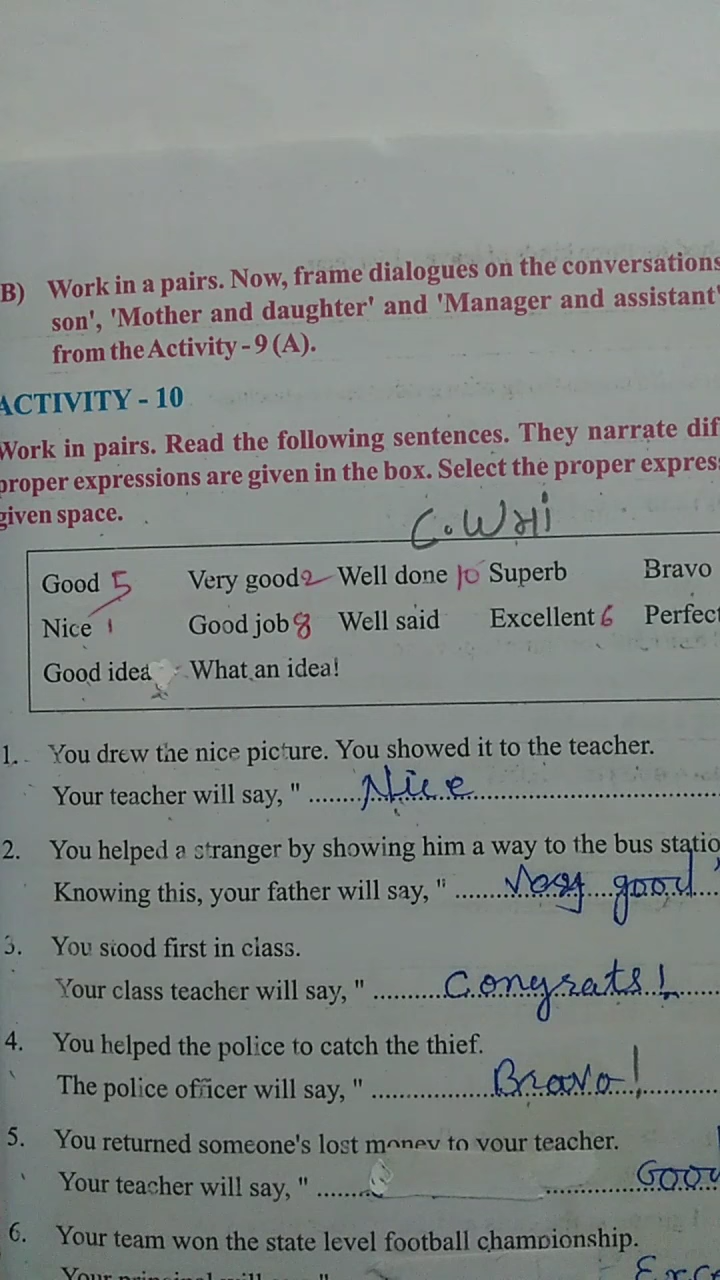 B) Work in a pairs. Now, frame dialogues on the conversations
son', 'Mother and daughter' and 'Manager and assistant'
from the Activity - 9 (A).
ACTIVITY - 10
Work in pairs. Read the following sentences. They narrate dif
proper expressions are given in the box. Select the proper express
given space.
C.W
Good 5 Very good 2 Well done 10 Superb Bravo
Nice 1 Good job 8 Well said Excellent 6 Perfect
Good idea What an idea!
1. You drew the nice picture. You showed it to the teacher.
Your teacher will say, " ........Nice....................
2. You helped a stranger by showing him a way to the bus statio
Knowing this, your father will say, " .......Very good....
3. You stood first in class.
Your class teacher will say, " ..........Congrats!......
4. You helped the police to catch the thief.
The police officer will say, " .................Bravo!..........
5. You returned someone's lost money to your teacher.
Your teacher will say, " ....... ............Good
6. Your team won the state level football championship.
Your principal will "